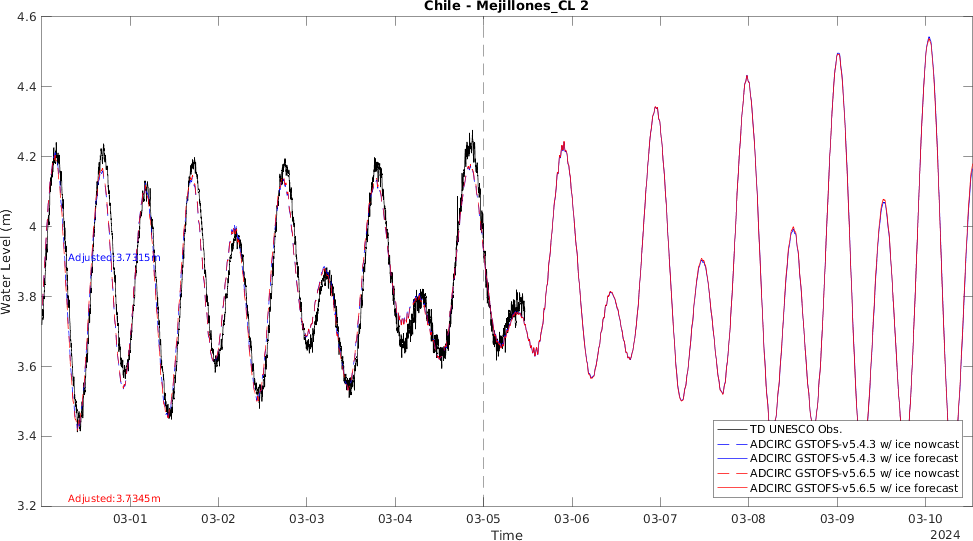 Chile - Mejillones_CL 2
4.6
4.4
4.2
4
3.8
3.6
3.4
3.2
Water Level (m)
Adjusted:3.7315m
Adjusted:3.7345m
TD UNESCO Obs.
ADCIRC GSTOFS-v5.4.3 w/ ice nowcast
ADCIRC GSTOFS-v5.4.3 w/ ice forecast
ADCIRC GSTOFS-v5.6.5 w/ ice nowcast
ADCIRC GSTOFS-v5.6.5 w/ ice forecast
03-01 03-02 03-03 03-04 03-05 03-06 03-07 03-08 03-09 03-10
Time
2024